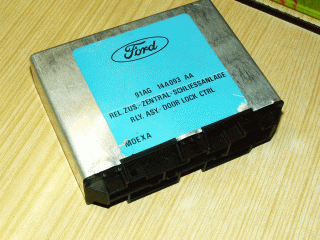 Ford
91AG 14A093 AA
REL.ZUS.-ZENTRAL-SCHLIESSANLAGE
RLY. ASY.-DOOR LOCK CTRL
MOEXA